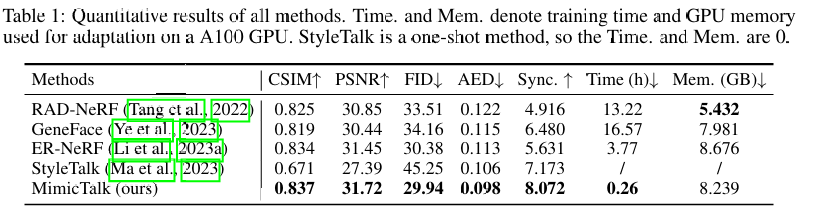 Table 1: Quantitative results of all methods. Time. and Mem. denote training time and GPU memory
used for adaptation on a A100 GPU. StyleTalk is a one-shot method, so the Time. and Mem. are 0.
Methods CSIM↑ PSNR↑ FID↓ AED↓ Sync. ↑ Time (h)↓ Mem. (GB)↓
RAD-NeRF (Tang et al., 2022) 0.825 30.85 33.51 0.122 4.916 13.22 5.432
GeneFace (Ye et al., 2023) 0.819 30.44 34.16 0.115 6.480 16.57 7.981
ER-NeRF (Li et al., 2023a) 0.834 31.45 30.38 0.113 5.631 3.77 8.676
StyleTalk (Ma et al., 2023) 0.671 27.39 45.25 0.106 7.173 / /
MimicTalk (ours) 0.837 31.72 29.94 0.098 8.072 0.26 8.239